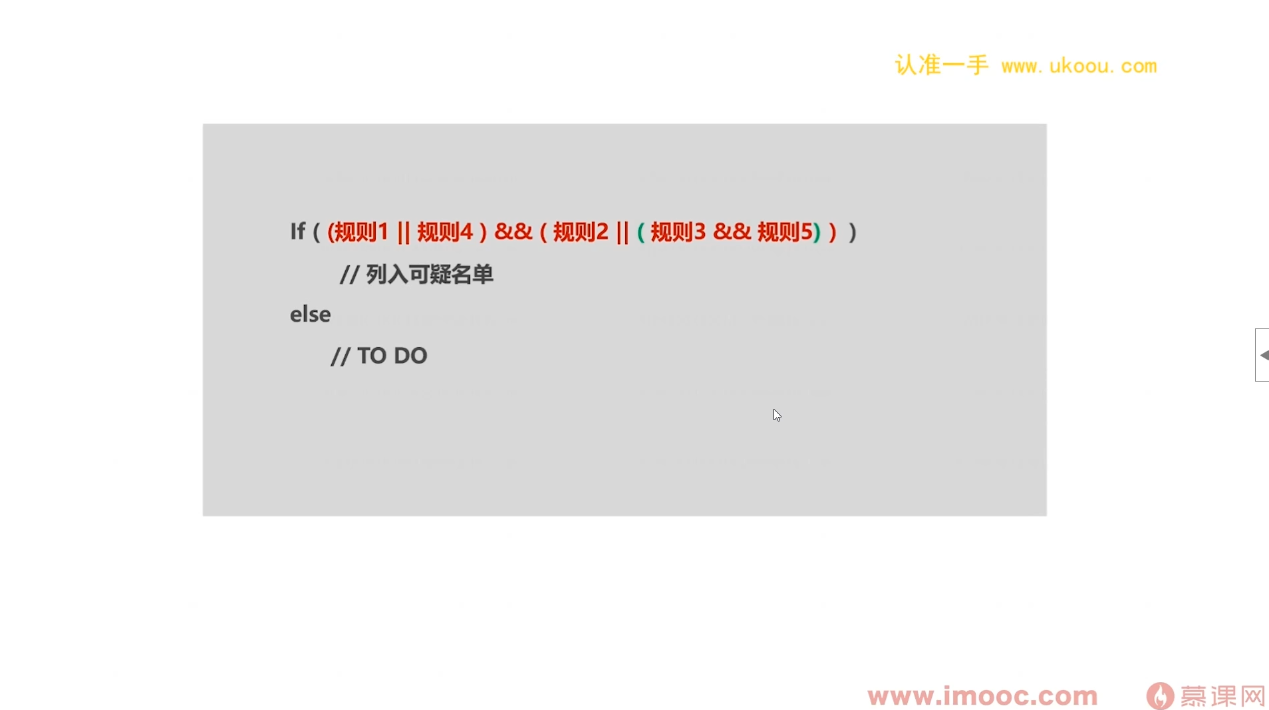 认准一手 www.ukoou.com
If ( (规则1 || 规则4 ) && ( 规则2 || ( 规则3 && 规则5) ) )
// 列入可疑名单
else
// TO DO
www.imooc.com 慕课网